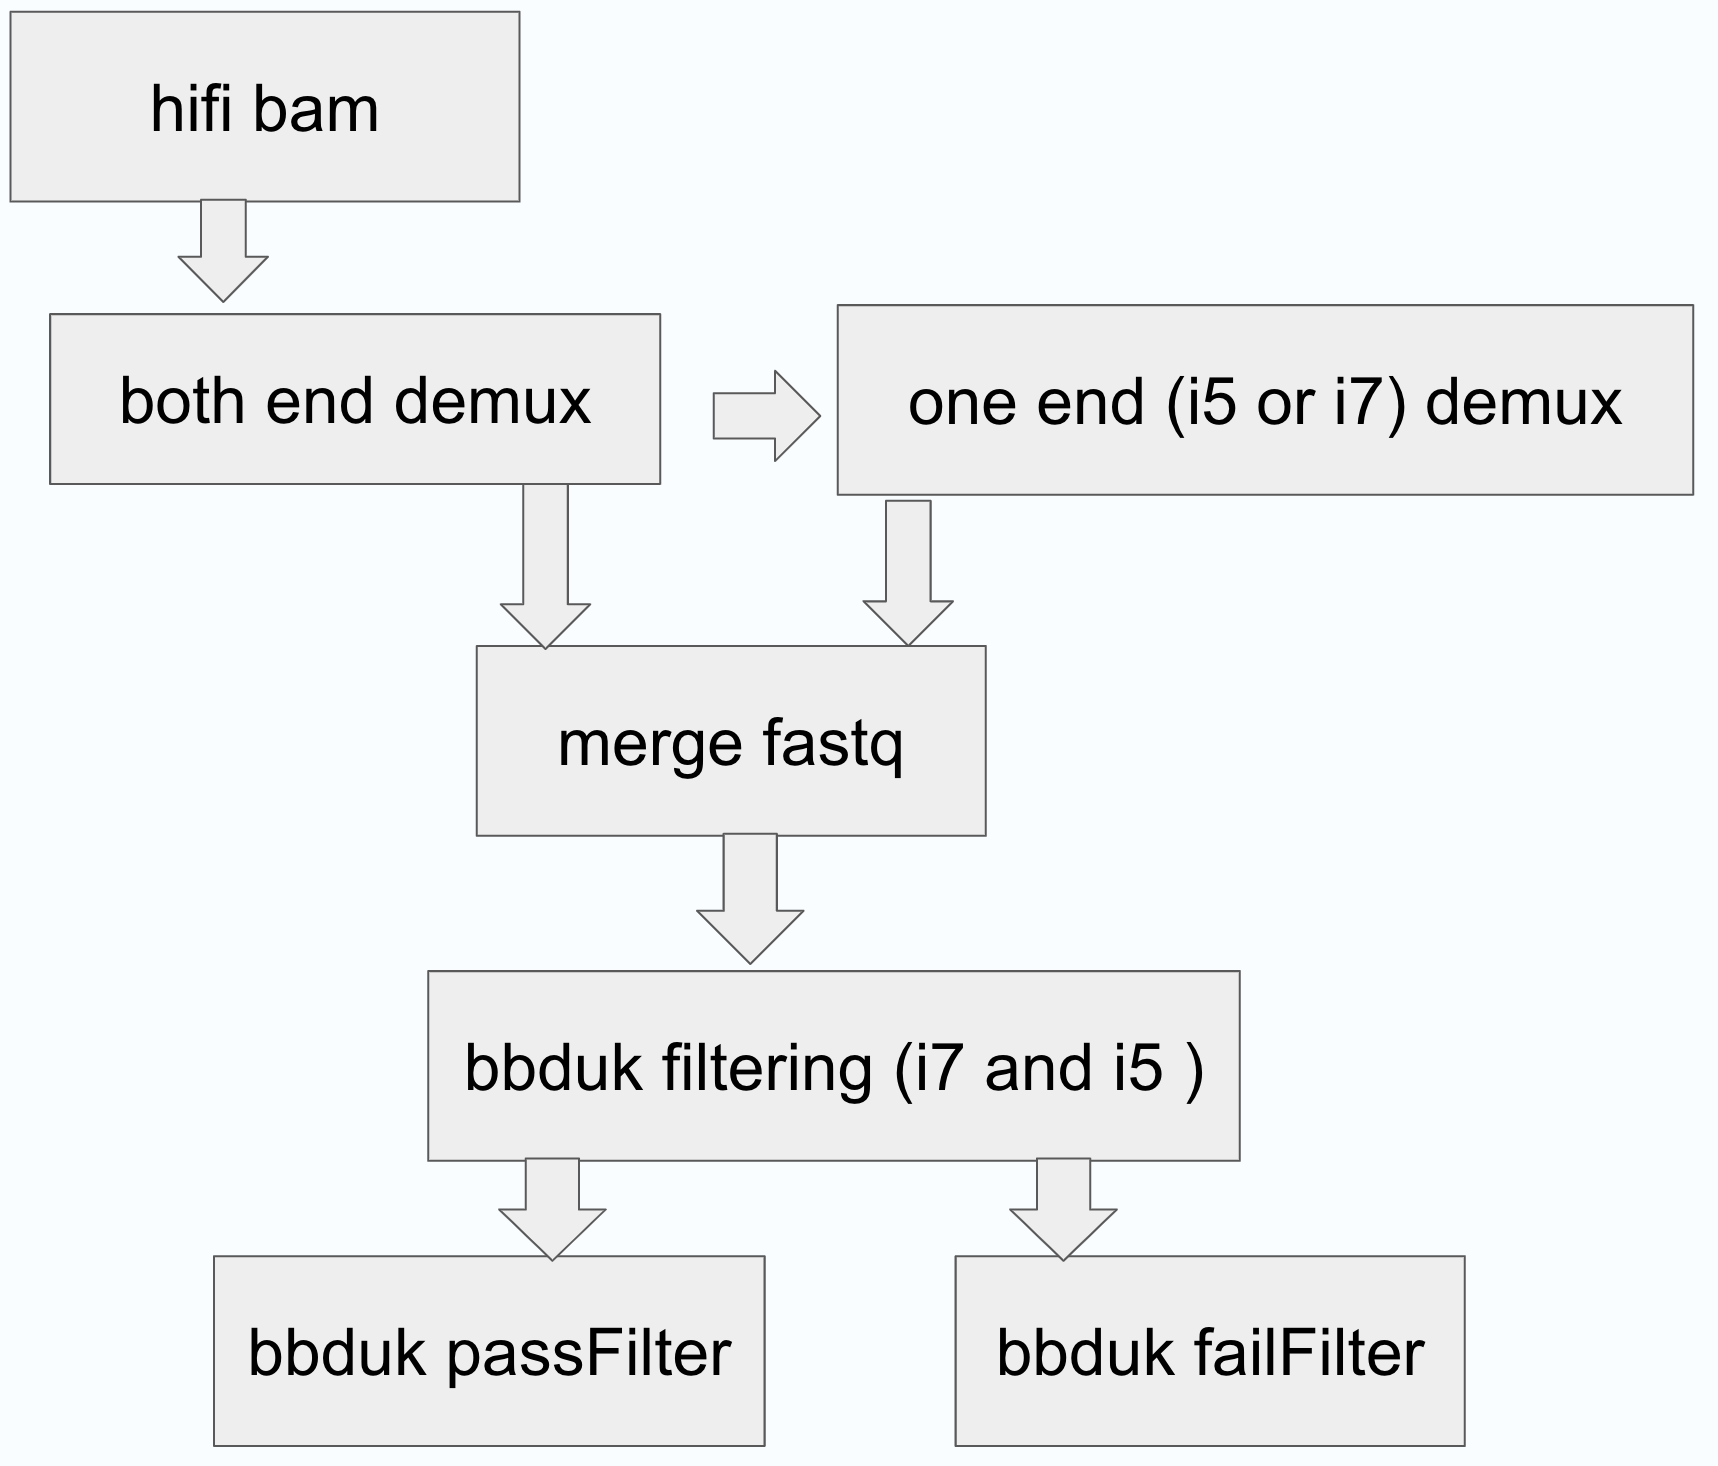 hifi bam
both end demux
one end (i5 or i7) demux
merge fastq
bbduk filtering (i7 and i5 )
bbduk passFilter
bbduk failFilter